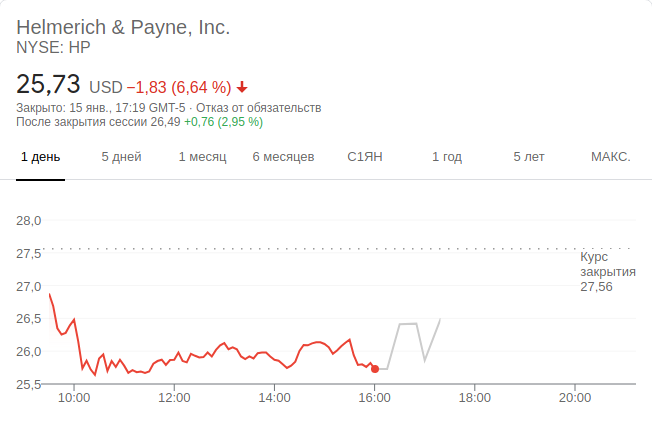 Helmerich & Payne, Inc.
NYSE: HP
25,73 USD −1,83 (6,64 %)
Закрыто: 15 янв., 17:19 GMT-5 · Отказ от обязательств
После закрытия сессии 26,49 +0,76 (2,95 %)
1 день 5 дней 1 месяц 6 месяцев С1ЯН 1 год 5 лет МАКС.
28,0
27,5
Курс
закрытия
27,56
27,0
26,5
26,0
25,5
10:00 12:00 14:00 16:00 18:00 20:00